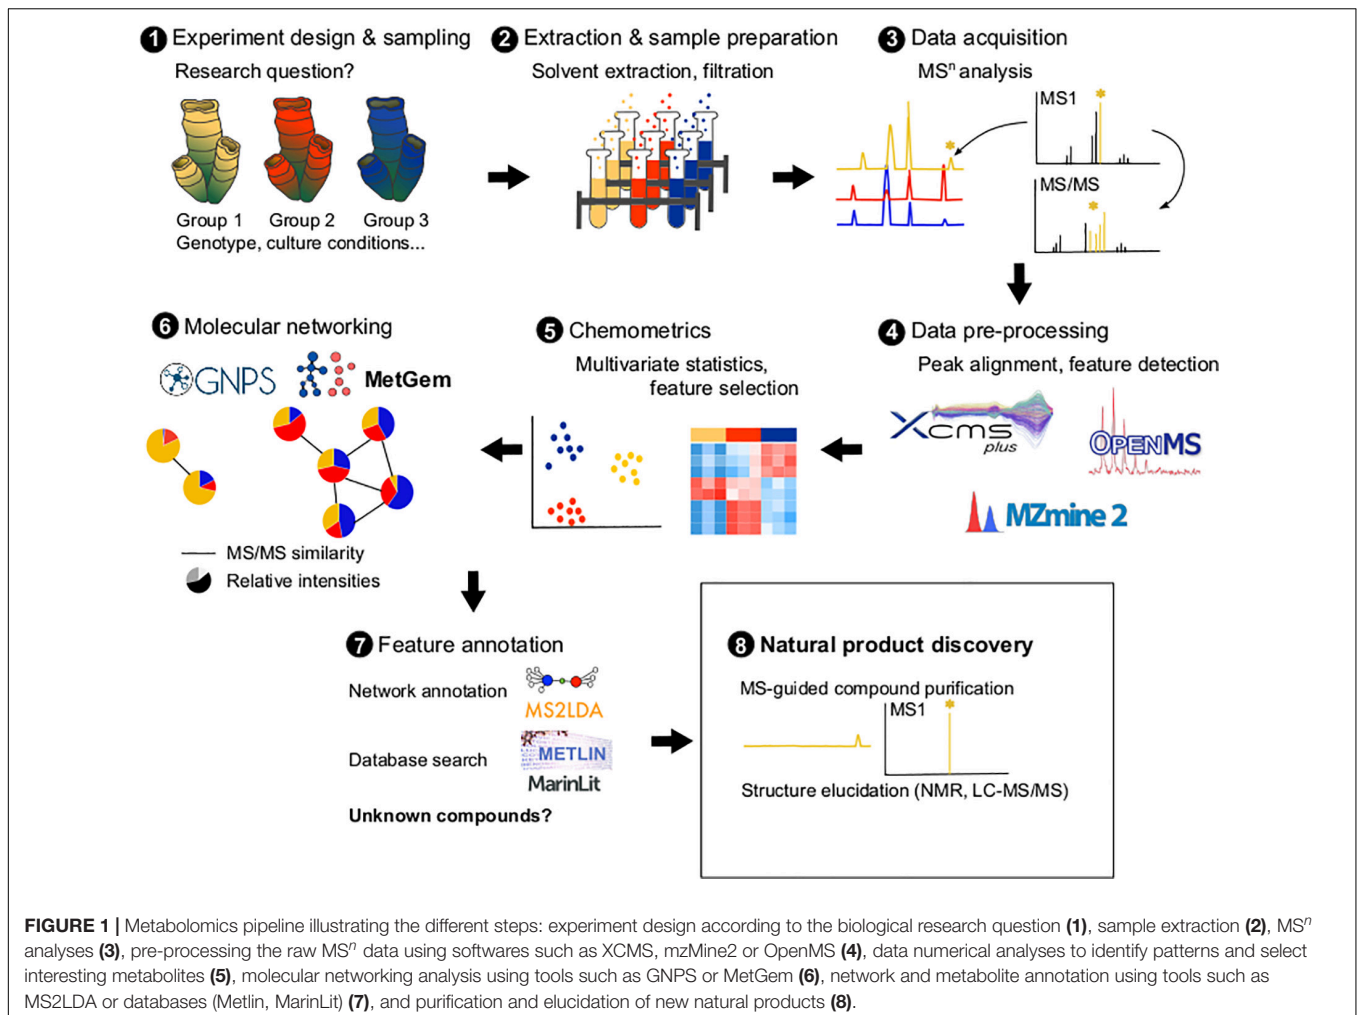 1 Experiment design & sampling
Research question?
Group 1 Group 2 Group 3
Genotype, culture conditions...
2 Extraction & sample preparation
Solvent extraction, filtration
3 Data acquisition
MSⁿ analysis
MS1
MS/MS
4 Data pre-processing
Peak alignment, feature detection
Xcms
plus
OPENMS
MZmine 2
5 Chemometrics
Multivariate statistics,
feature selection
6 Molecular networking
GNPS
MetGem
MS/MS similarity
Relative intensities
7 Feature annotation
Network annotation
MS2LDA
Database search
METLIN
MarinLit
Unknown compounds?
8 Natural product discovery
MS-guided compound purification
MS1
Structure elucidation (NMR, LC-MS/MS)
FIGURE 1 | Metabolomics pipeline illustrating the different steps: experiment design according to the biological research question (1), sample extraction (2), MSⁿ
analyses (3), pre-processing the raw MSⁿ data using softwares such as XCMS, mzMine2 or OpenMS (4), data numerical analyses to identify patterns and select
interesting metabolites (5), molecular networking analysis using tools such as GNPS or MetGem (6), network and metabolite annotation using tools such as
MS2LDA or databases (Metlin, MarinLit) (7), and purification and elucidation of new natural products (8).